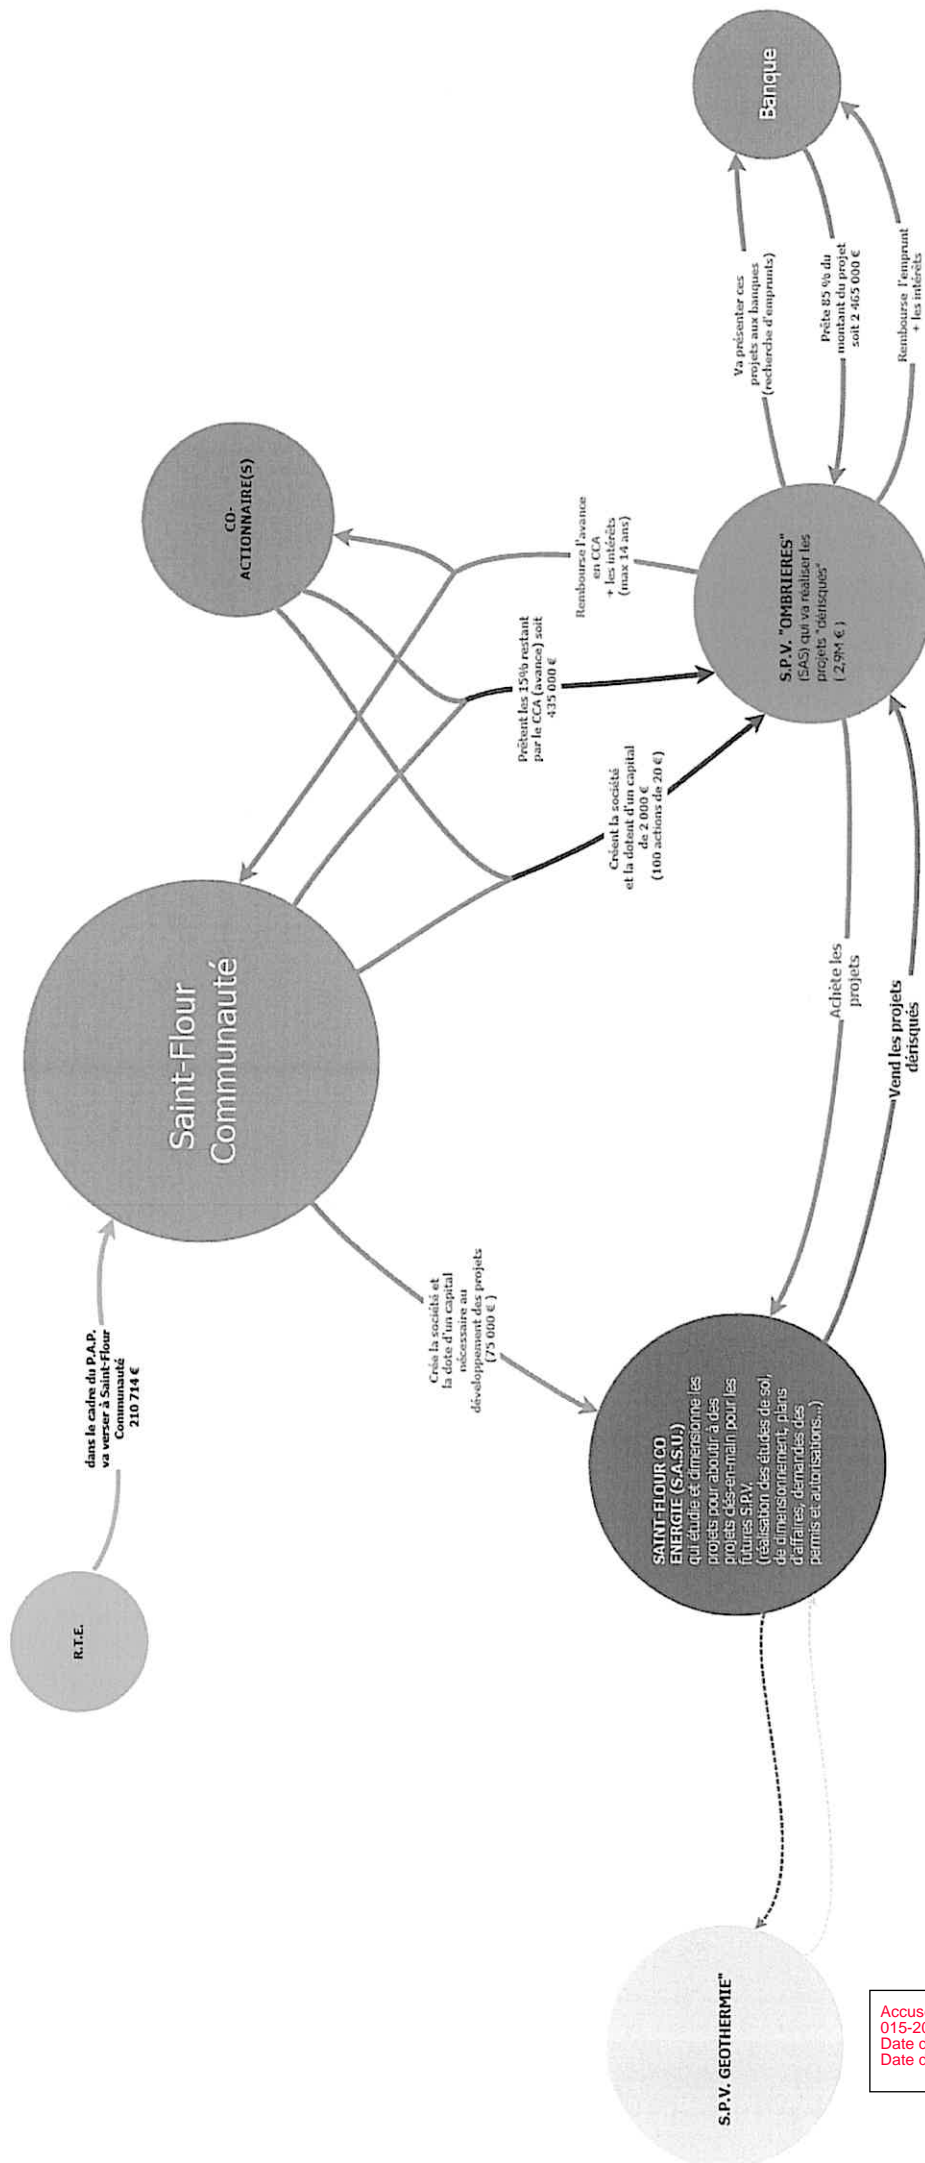 R.T.E.
dans le cadre du P.A.P.
va verser à Saint-Flour
Communauté
210 714 €
Saint-Flour
Communauté
CO-
ACTIONNAIRE(S)
Banque
Crée la société et
la dote d'un capital
nécessaire au
développement des projets
(75 000 € )
Créent la société
et la dotent d'un capital
de 2 000 €
(100 actions de 20 €)
Prêtent les 15% restant
par le CCA (avance) soit
435 000 €
Rembourse l'avance
en CCA
+ les intérêts
(max 14 ans)
Va présenter ces
projets aux banques
(recherche d'emprunts)
Prête 85 % du
montant du projet
soit 2 465 000 €
Rembourse l'emprunt
+ les intérêts
S.P.V. "OMBRIERES"
(SAS) qui va réaliser les
projets "dérisqués"
( 2,9M € )
Achète les
projets
Vend les projets
dérisqués
SAINT-FLOUR CO
ENERGIE (S.A.S.U.)
qui étudie et dimensionne les
projets pour aboutir à des
projets clés-en-main pour les
futures S.P.V.
(réalisation des études de sol,
de dimensionnement, plans
d'affaires, demandes des
permis et autorisations...)
S.P.V. GEOTHERMIE"
015-20
Date d
Date d